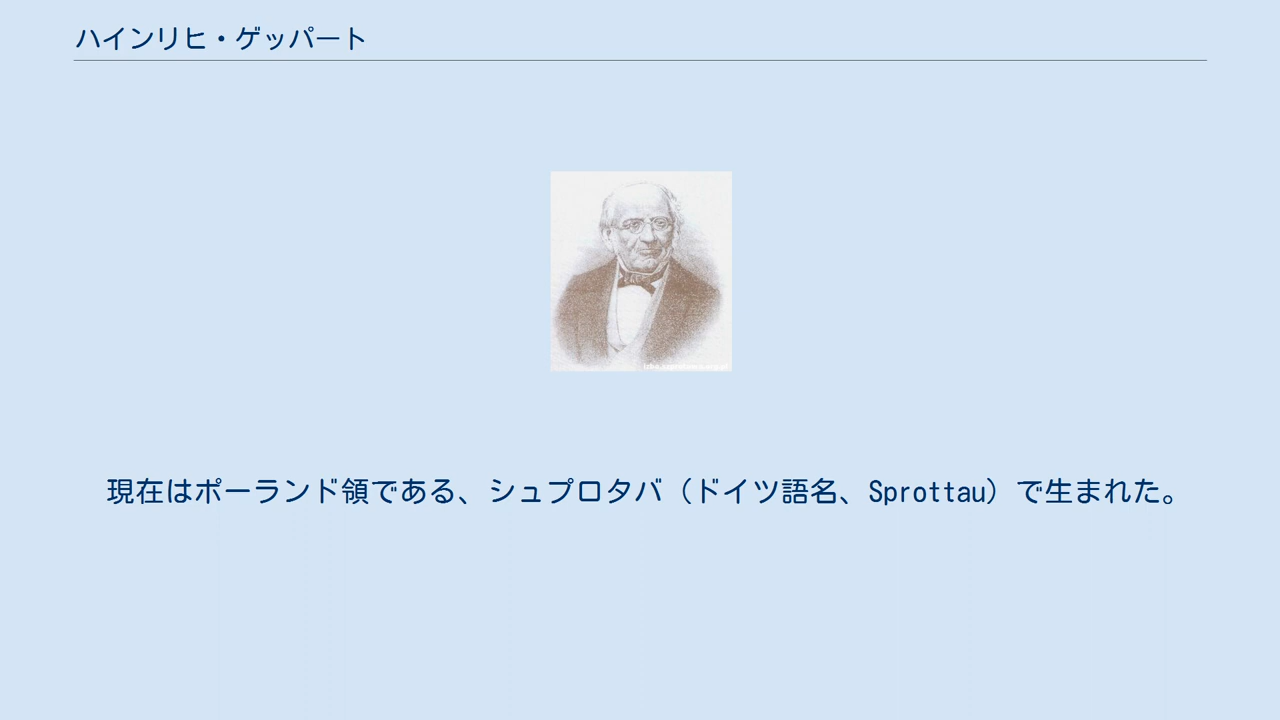 ハインリヒ・ゲッパート
現在はポーランド領である、シュプロタバ（ドイツ語名、Sprottau）で生まれた。